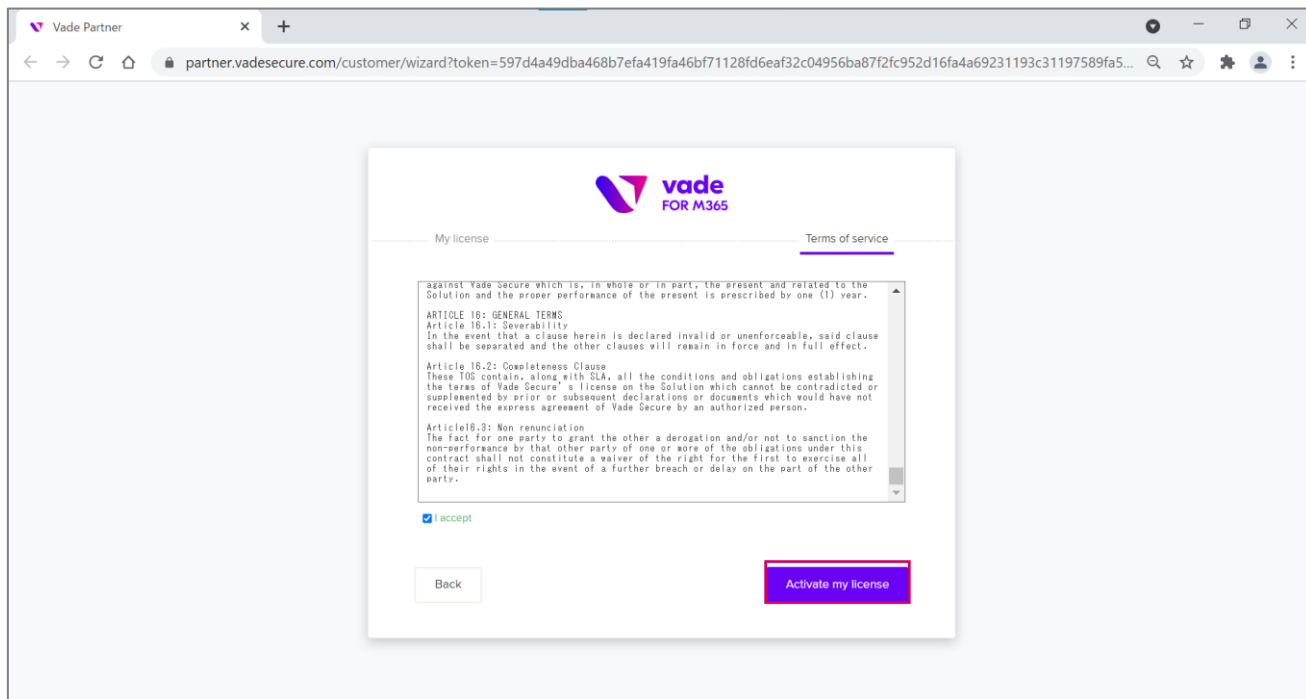 Vade Partner
partner.vadesecure.com/customer/wizard?token=597d4a49dba468b7efa419fa46bf71128fd6eaf32c04956ba87f2fc952d16fa4a69231193c31197589fa5...
vade
FOR M365
My license
Terms of service
against Vade Secure which is, in whole or in part, the present and related to the
Solution and the proper performance of the present is prescribed by one (1) year.
ARTICLE 16: GENERAL TERMS
Article 16.1: Severability
In the event that a clause herein is declared invalid or unenforceable, said clause
shall be separated and the other clauses will remain in force and in full effect.
Article 16.2: Completeness Clause
These TOS contain, along with SLA, all the conditions and obligations establishing
the terms of Vade Secure's license on the Solution which cannot be contradicted or
supplemented by prior or subsequent declarations or documents which would have not
received the express agreement of Vade Secure by an authorized person.
Article16.3: Non renunciation
The fact for one party to grant the other a derogation and/or not to sanction the
non-performance by that other party of one or more of the obligations under this
contract shall not constitute a waiver of the right for the first to exercise all
of their rights in the event of a further breach or delay on the part of the other
party.
I accept
Back
Activate my license